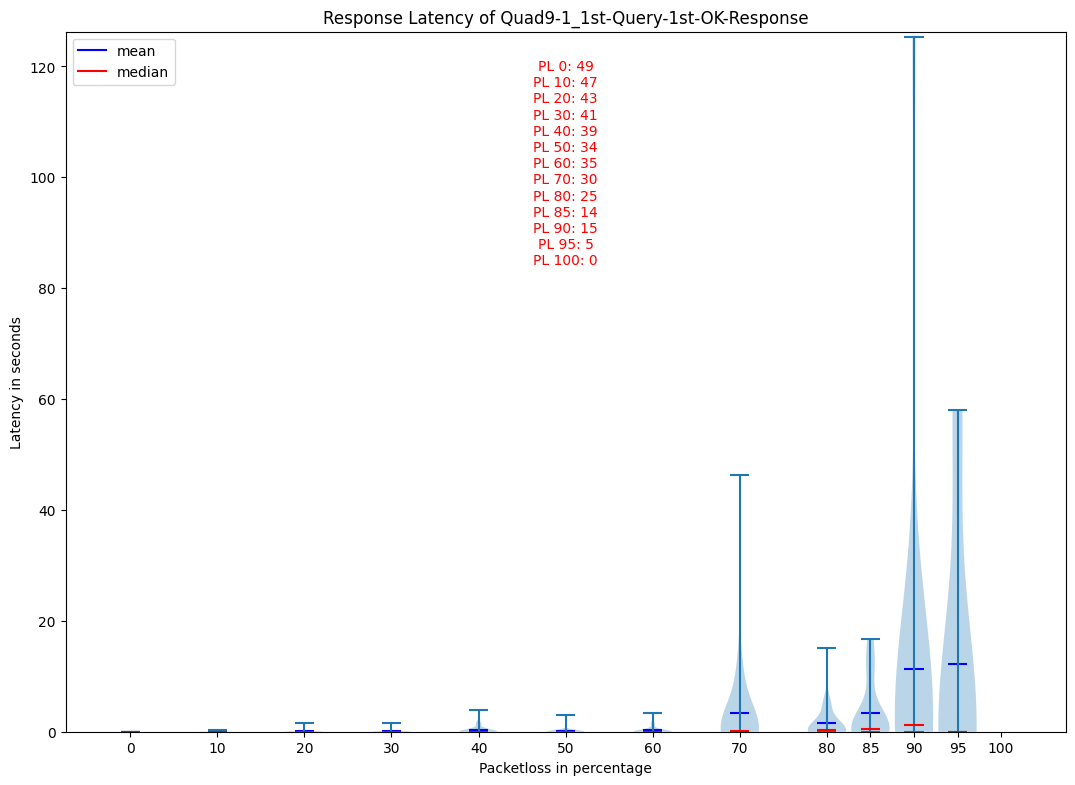 Response Latency of Quad9-1_1st-Query-1st-OK-Response
mean
median
PL 0: 49
PL 10: 47
PL 20: 43
PL 30: 41
PL 40: 39
PL 50: 34
PL 60: 35
PL 70: 30
PL 80: 25
PL 85: 14
PL 90: 15
PL 95: 5
PL 100: 0
120
100
80
60
40
20
0
Latency in seconds
0 10 20 30 40 50 60 70 80 85 90 95 100
Packetloss in percentage